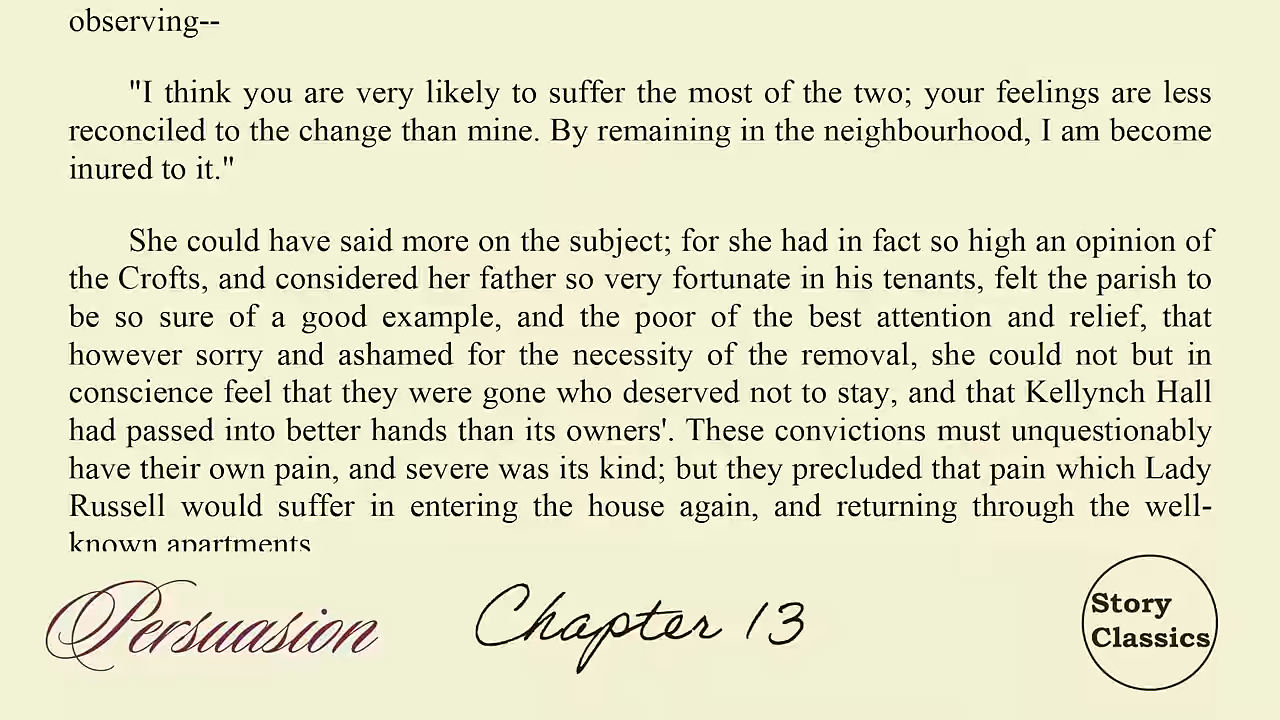 observing--
"I think you are very likely to suffer the most of the two; your feelings are less
reconciled to the change than mine. By remaining in the neighbourhood, I am become
inured to it."
She could have said more on the subject; for she had in fact so high an opinion of
the Crofts, and considered her father so very fortunate in his tenants, felt the parish to
be so sure of a good example, and the poor of the best attention and relief, that
however sorry and ashamed for the necessity of the removal, she could not but in
conscience feel that they were gone who deserved not to stay, and that Kellynch Hall
had passed into better hands than its owners'. These convictions must unquestionably
have their own pain, and severe was its kind; but they precluded that pain which Lady
Russell would suffer in entering the house again, and returning through the well-
known apartments
Persuasion
Chapter 13
Story
Classics